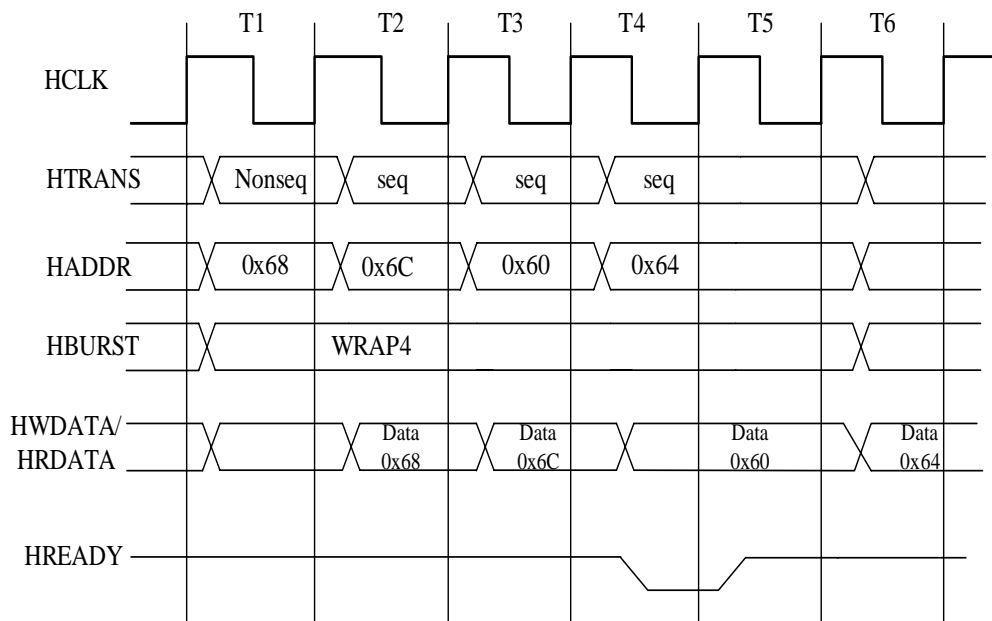 T1 T2 T3 T4 T5 T6
HCLK
HTRANS Nonseq seq seq seq
HADDR 0x68 0x6C 0x60 0x64
HBURST WRAP4
HWDATA/
HRDATA
Data
0x68
Data
0x6C
Data
0x60
Data
0x64
HREADY